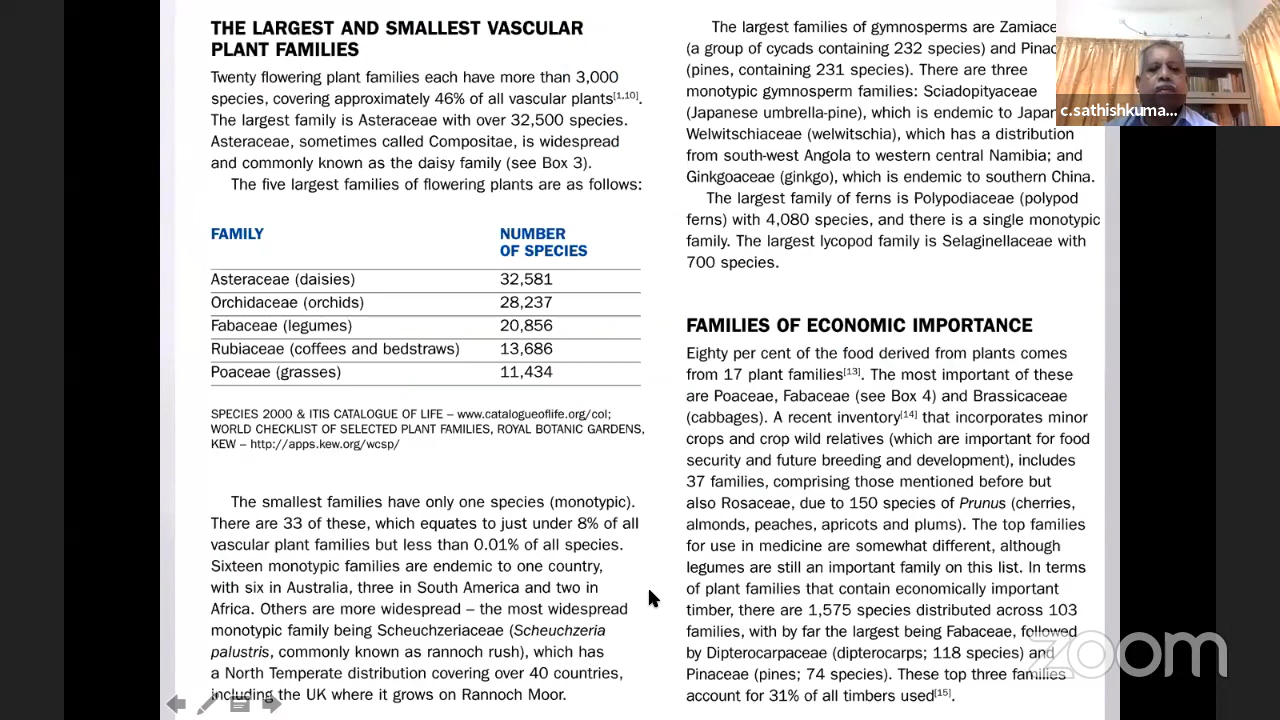 THE LARGEST AND SMALLEST VASCULAR
PLANT FAMILIES
Twenty flowering plant families each have more than 3,000
species, covering approximately 46% of all vascular plants[1,10].
The largest family is Asteraceae with over 32,500 species.
Asteraceae, sometimes called Compositae, is widespread
and commonly known as the daisy family (see Box 3).
The five largest families of flowering plants are as follows:
FAMILY NUMBER
OF SPECIES
Asteraceae (daisies) 32,581
Orchidaceae (orchids) 28,237
Fabaceae (legumes) 20,856
Rubiaceae (coffees and bedstraws) 13,686
Poaceae (grasses) 11,434
SPECIES 2000 & ITIS CATALOGUE OF LIFE – www.catalogueoflife.org/col;
WORLD CHECKLIST OF SELECTED PLANT FAMILIES, ROYAL BOTANIC GARDENS,
KEW – http://apps.kew.org/wcsp/
The smallest families have only one species (monotypic).
There are 33 of these, which equates to just under 8% of all
vascular plant families but less than 0.01% of all species.
Sixteen monotypic families are endemic to one country,
with six in Australia, three in South America and two in
Africa. Others are more widespread – the most widespread
monotypic family being Scheuchzeriaceae (Scheuchzeria
palustris, commonly known as rannoch rush), which has
a North Temperate distribution covering over 40 countries,
including the UK where it grows on Rannoch Moor.
The largest families of gymnosperms are Zamiace
(a group of cycads containing 232 species) and Pinac
(pines, containing 231 species). There are three
monotypic gymnosperm families: Sciadopityaceae
(Japanese umbrella-pine), which is endemic to Japan
Welwitschiaceae (welwitschia), which has a distribution
from south-west Angola to western central Namibia; and
Ginkgoaceae (ginkgo), which is endemic to southern China.
The largest family of ferns is Polypodiaceae (polypod
ferns) with 4,080 species, and there is a single monotypic
family. The largest lycopod family is Selaginellaceae with
700 species.
FAMILIES OF ECONOMIC IMPORTANCE
Eighty per cent of the food derived from plants comes
from 17 plant families[13]. The most important of these
are Poaceae, Fabaceae (see Box 4) and Brassicaceae
(cabbages). A recent inventory[14] that incorporates minor
crops and crop wild relatives (which are important for food
security and future breeding and development), includes
37 families, comprising those mentioned before but
also Rosaceae, due to 150 species of Prunus (cherries,
almonds, peaches, apricots and plums). The top families
for use in medicine are somewhat different, although
legumes are still an important family on this list. In terms
of plant families that contain economically important
timber, there are 1,575 species distributed across 103
families, with by far the largest being Fabaceae, followed
by Dipterocarpaceae (dipterocarps; 118 species) and
Pinaceae (pines; 74 species). These top three families
account for 31% of all timbers used[15].
c.sathishkuma...
zoom